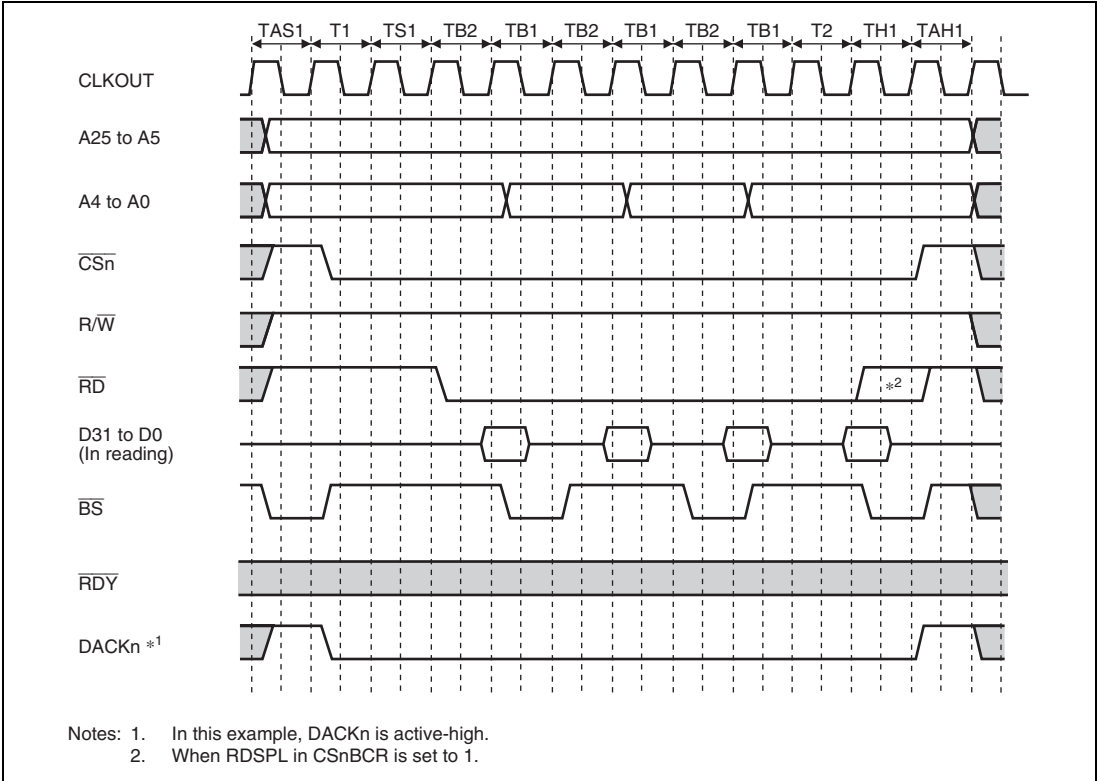 TAS1 T1 TS1 TB2 TB1 TB2 TB1 TB2 TB1 T2 TH1 TAH1
CLKOUT
A25 to A5
A4 to A0
CSn
R/W
RD
*2
D31 to D0
(In reading)
BS
RDY
DACKn *1
Notes: 1. In this example, DACKn is active-high.
2. When RDSPL in CSnBCR is set to 1.